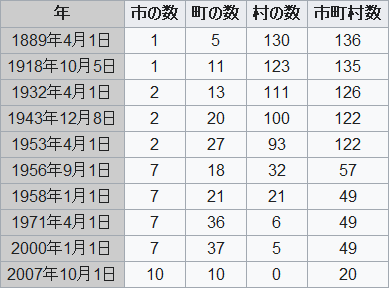 年 市の数 町の数 村の数 市町村数
1889年4月1日 1 5 130 136
1918年10月5日 1 11 123 135
1932年4月1日 2 13 111 126
1943年12月8日 2 20 100 122
1953年4月1日 2 27 93 122
1956年9月1日 7 18 32 57
1958年1月1日 7 21 21 49
1971年4月1日 7 36 6 49
2000年1月1日 7 37 5 49
2007年10月1日 10 10 0 20